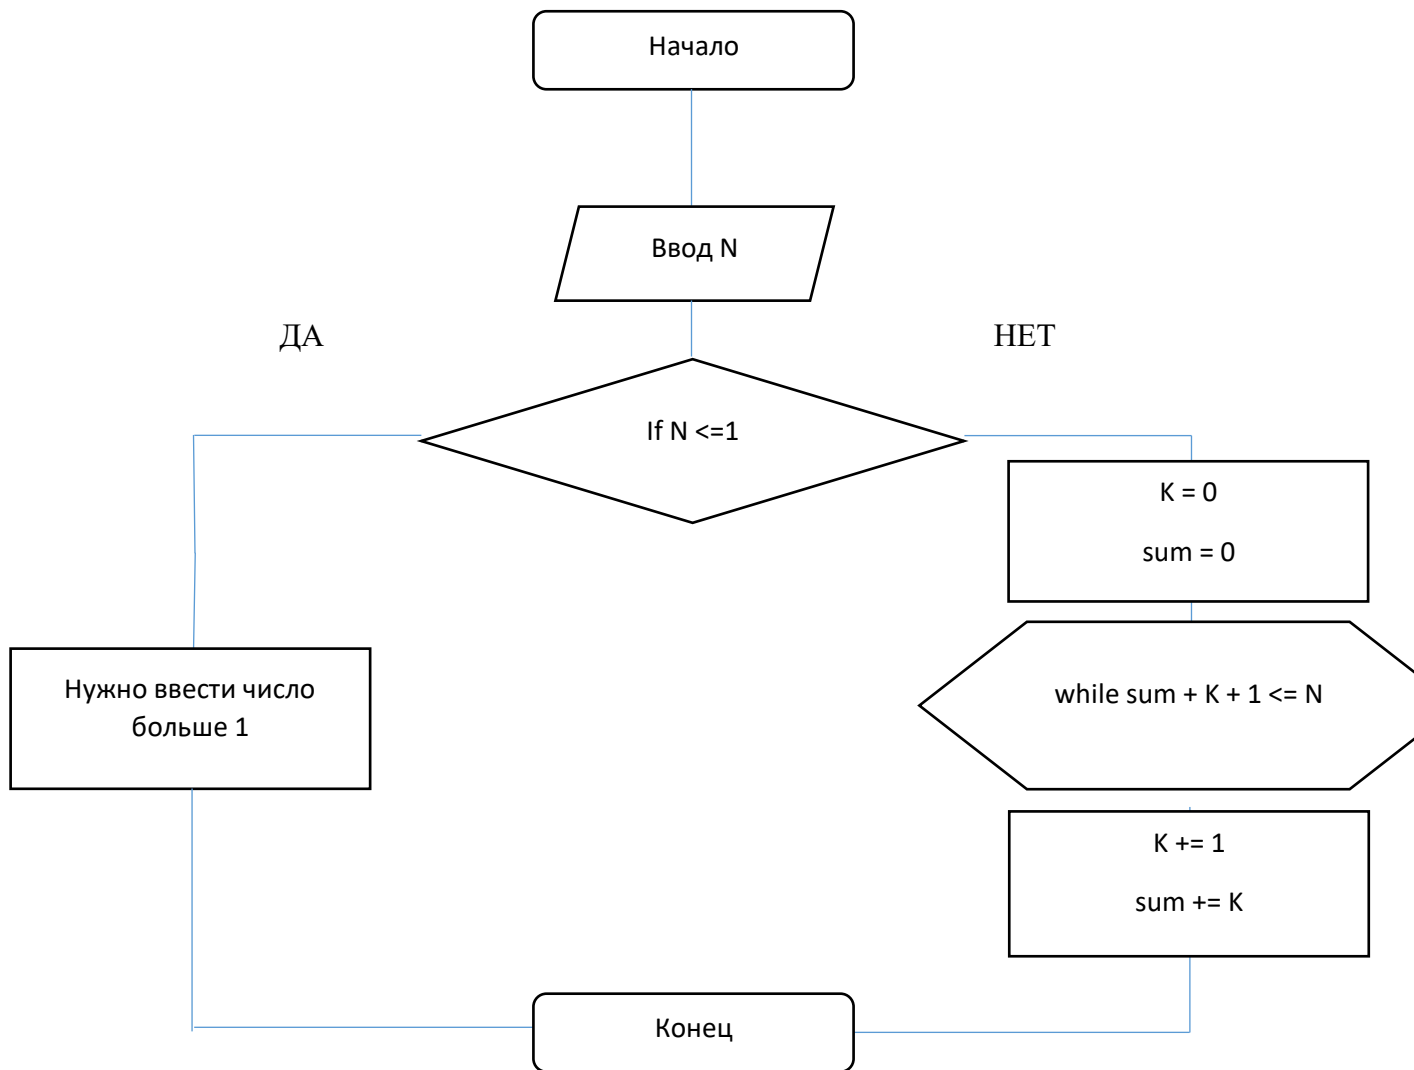 Начало
Ввод N
ДА
НЕТ
If N <=1
K = 0
sum = 0
Нужно ввести число
больше 1
while sum + K + 1 <= N
K += 1
sum += K
Конец